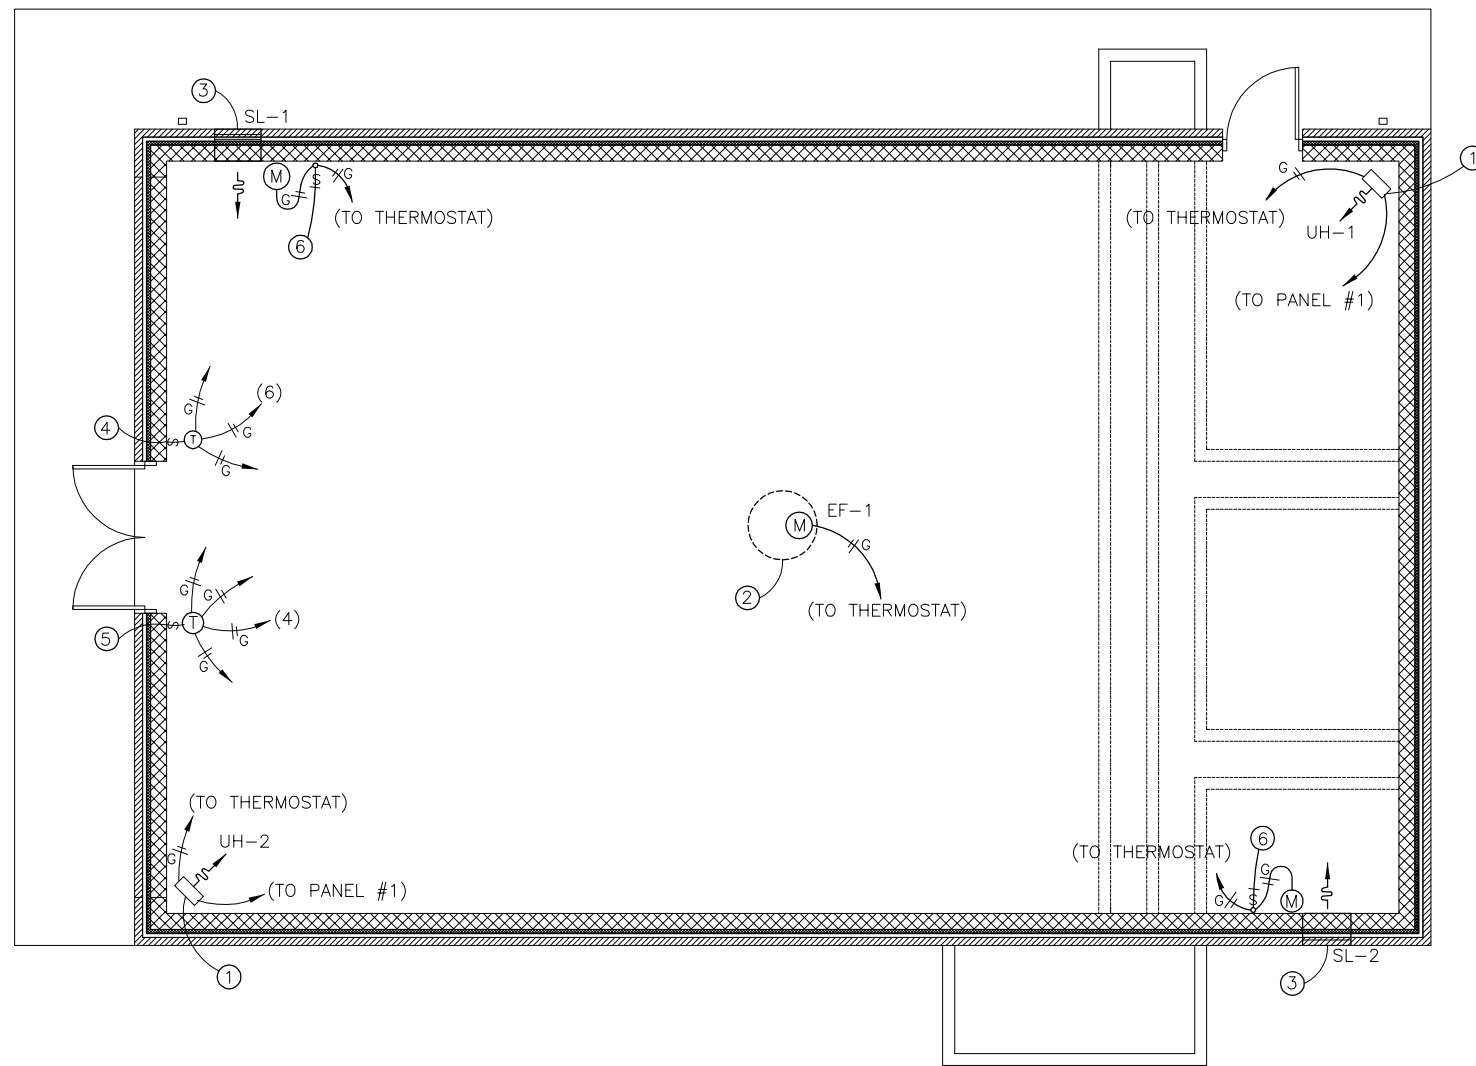 3
SL-1
M
S
G
G
(TO THERMOSTAT)
6
G
1
(TO THERMOSTAT)
UH-1
(TO PANEL #1)
(6)
G
G
4
S
T
G
EF-1
M
G
2
(TO THERMOSTAT)
G
G
(4)
5
S
T
G
G
(TO THERMOSTAT)
UH-2
G
(TO PANEL #1)
1
6
(TO THERMOSTAT)
G
G
S
M
SL-2
3